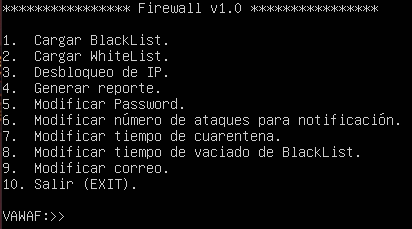 ***************** Firewall v1.0 *****************
1. Cargar BlackList.
2. Cargar WhiteList.
3. Desbloqueo de IP.
4. Generar reporte.
5. Modificar Password.
6. Modificar número de ataques para notificación.
7. Modificar tiempo de cuarentena.
8. Modificar tiempo de vaciado de BlackList.
9. Modificar correo.
10. Salir (EXIT).
VAWAF:>>